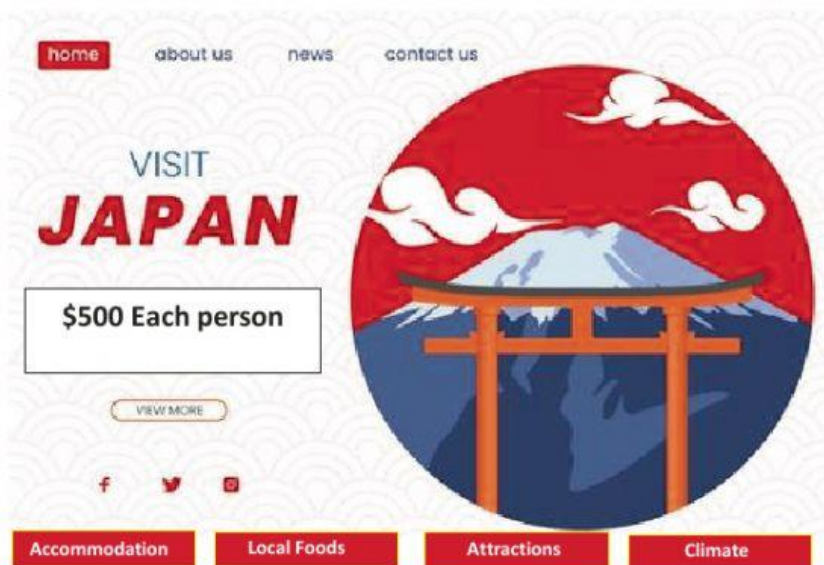 home about us news contact us
VISIT
JAPAN
$500 Each person
VIEW MORE
Accommodation Local Foods Attractions Climate